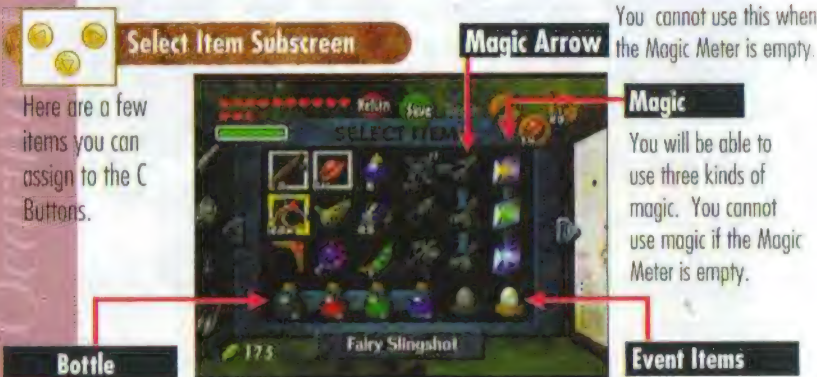 Select Item Subscreen
Here are a few
items you can
assign to the C
Buttons.
Magic Arrow
You cannot use this when
the Magic Meter is empty.
Magic
You will be able to
use three kinds of
magic. You cannot
use magic if the Magic
Meter is empty.
Save
SELECT ITEM
175
Fairy Slingshot
Bottle
Event Items